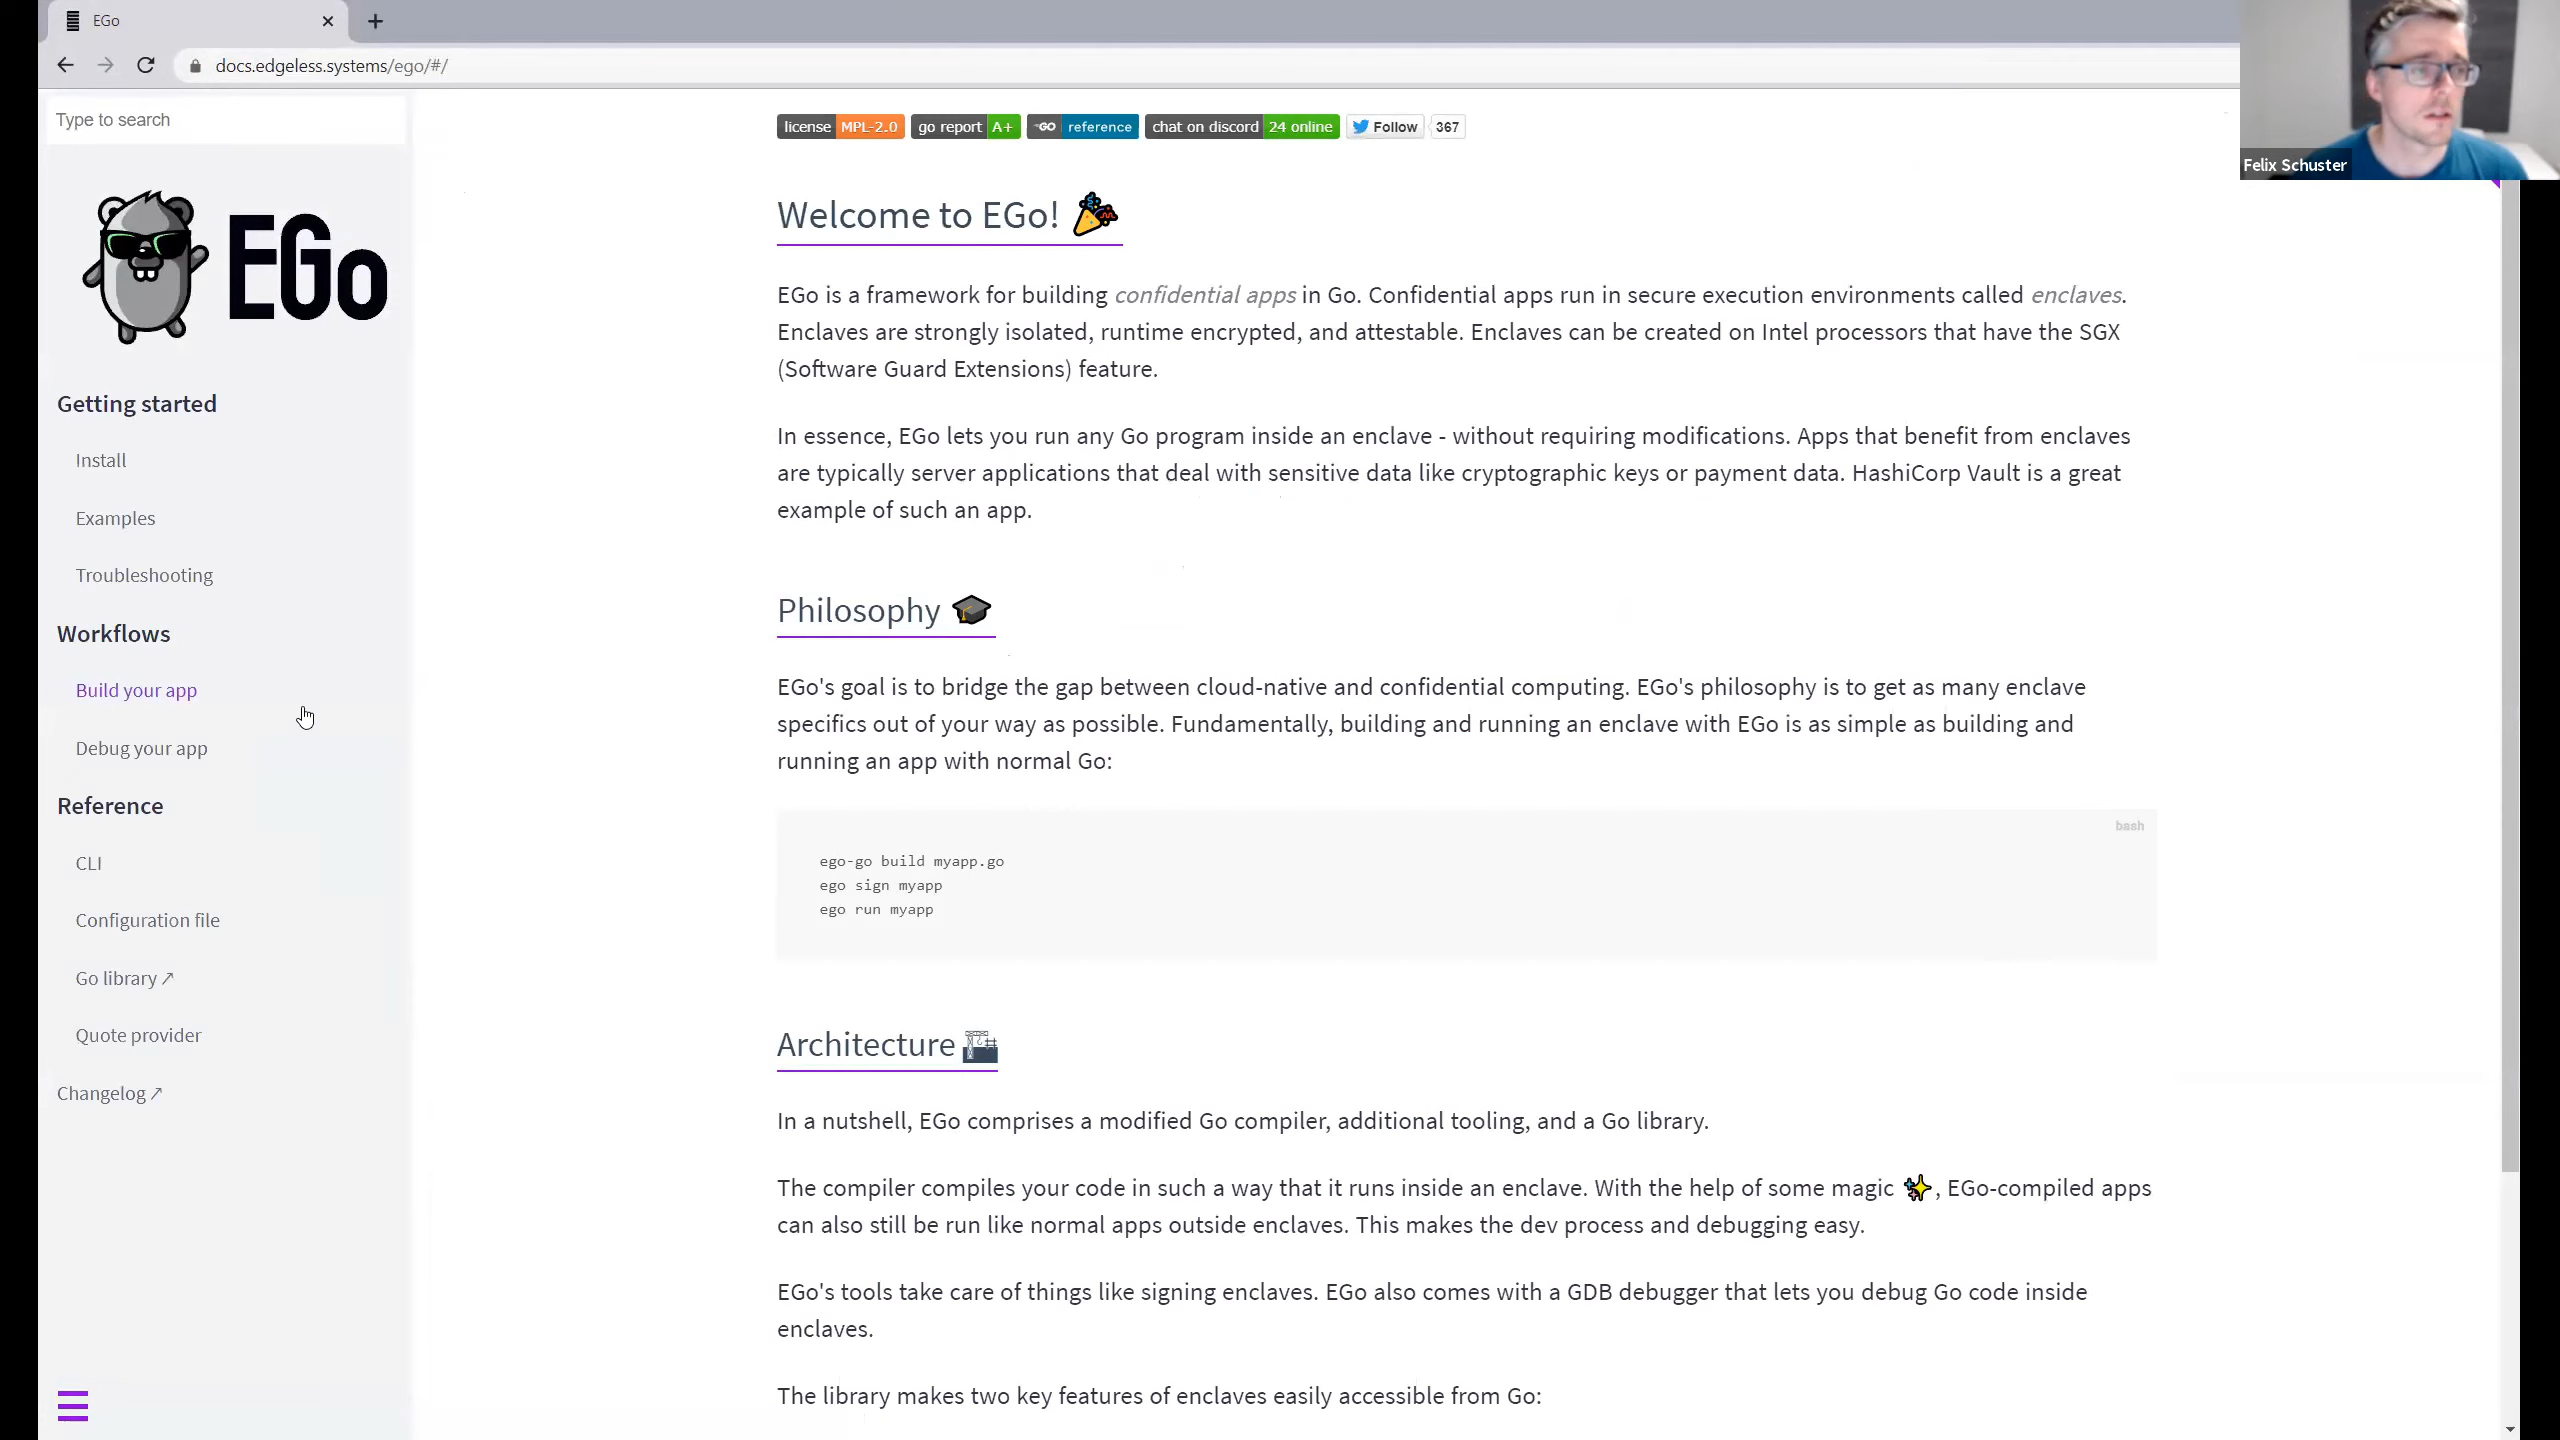 EGo
docs.edgeless.systems/ego/#/
Felix Schuster
Type to search
EGo
Getting started
Install
Examples
Troubleshooting
Workflows
Build your app
Debug your app
Reference
CLI
Configuration file
Go library ↗
Quote provider
Changelog ↗
license MPL-2.0 go report A+ GO reference chat on discord 24 online Follow 367
Welcome to EGo! 🎉
EGo is a framework for building confidential apps in Go. Confidential apps run in secure execution environments called enclaves.
Enclaves are strongly isolated, runtime encrypted, and attestable. Enclaves can be created on Intel processors that have the SGX
(Software Guard Extensions) feature.
In essence, EGo lets you run any Go program inside an enclave - without requiring modifications. Apps that benefit from enclaves
are typically server applications that deal with sensitive data like cryptographic keys or payment data. HashiCorp Vault is a great
example of such an app.
Philosophy 🎓
EGo's goal is to bridge the gap between cloud-native and confidential computing. EGo's philosophy is to get as many enclave
specifics out of your way as possible. Fundamentally, building and running an enclave with EGo is as simple as building and
running an app with normal Go:
bash
ego-go build myapp.go
ego sign myapp
ego run myapp
Architecture 🏗
In a nutshell, EGo comprises a modified Go compiler, additional tooling, and a Go library.
The compiler compiles your code in such a way that it runs inside an enclave. With the help of some magic ✨, EGo-compiled apps
can also still be run like normal apps outside enclaves. This makes the dev process and debugging easy.
EGo's tools take care of things like signing enclaves. EGo also comes with a GDB debugger that lets you debug Go code inside
enclaves.
The library makes two key features of enclaves easily accessible from Go: